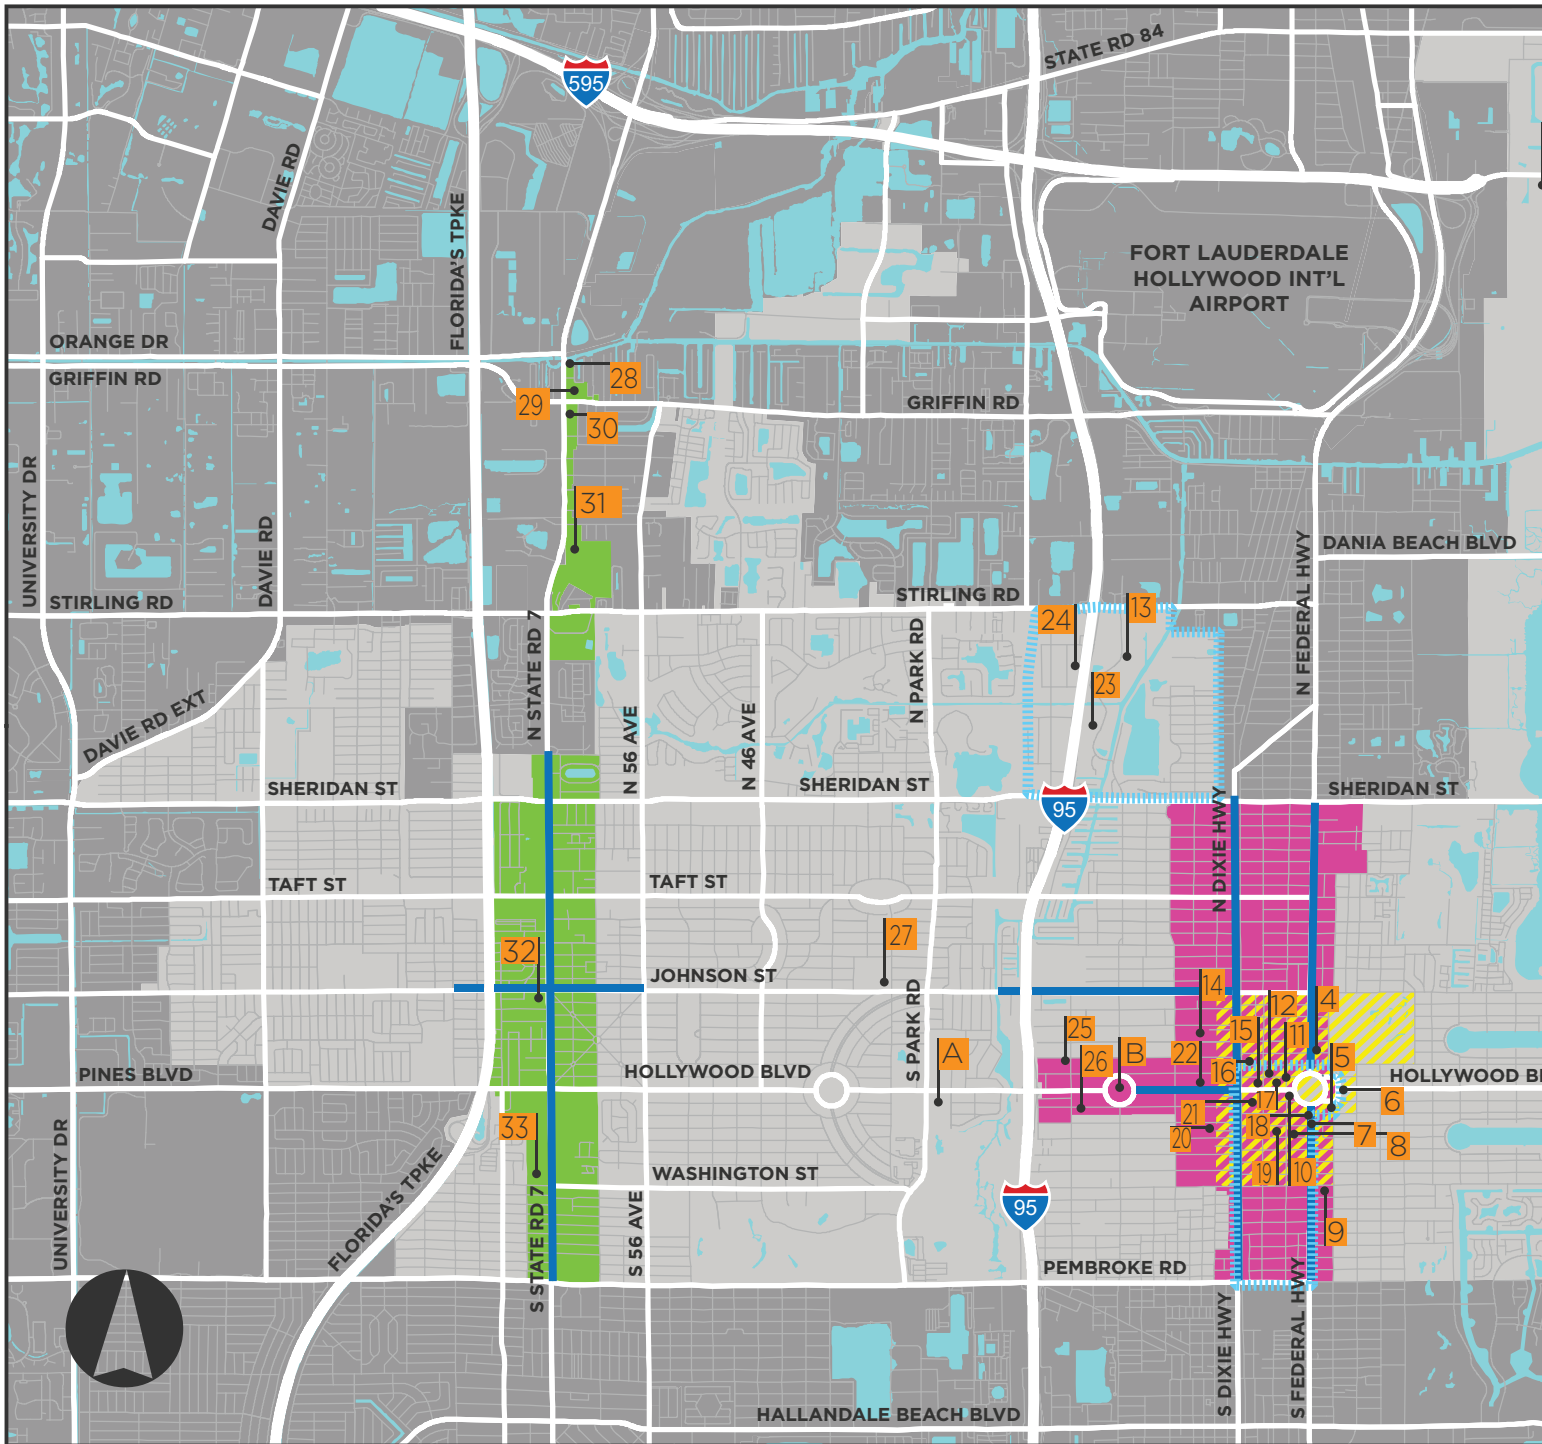 STATE RD 84
595
DAVIE RD
FLORIDA'S TPKE
FORT LAUDERDALE
HOLLYWOOD INT'L
AIRPORT
ORANGE DR
GRIFFIN RD
28
29
30
GRIFFIN RD
UNIVERSITY DR
DAVIE RD
31
N FEDERAL HWY
DANIA BEACH BLVD
STIRLING RD
STIRLING RD
24
13
N STATE RD 7
N PARK RD
23
DAVIE RD EXT
N 56 AVE
N 46 AVE
SHERIDAN ST
SHERIDAN ST
SHERIDAN ST
95
N DIXIE HWY
TAFT ST
TAFT ST
32
27
JOHNSON ST
S PARK RD
14
12
4
25
15
11
A
26
B
22
16
5
PINES BLVD
HOLLYWOOD BLVD
HOLLYWOOD BL
17
6
21
18
20
7
8
33
19
10
UNIVERSITY DR
FLORIDA'S TPKE
WASHINGTON ST
95
S STATE RD 7
S 56 AVE
9
PEMBROKE RD
S DIXIE HWY
S FEDERAL HWY
HALLANDALE BEACH BLVD